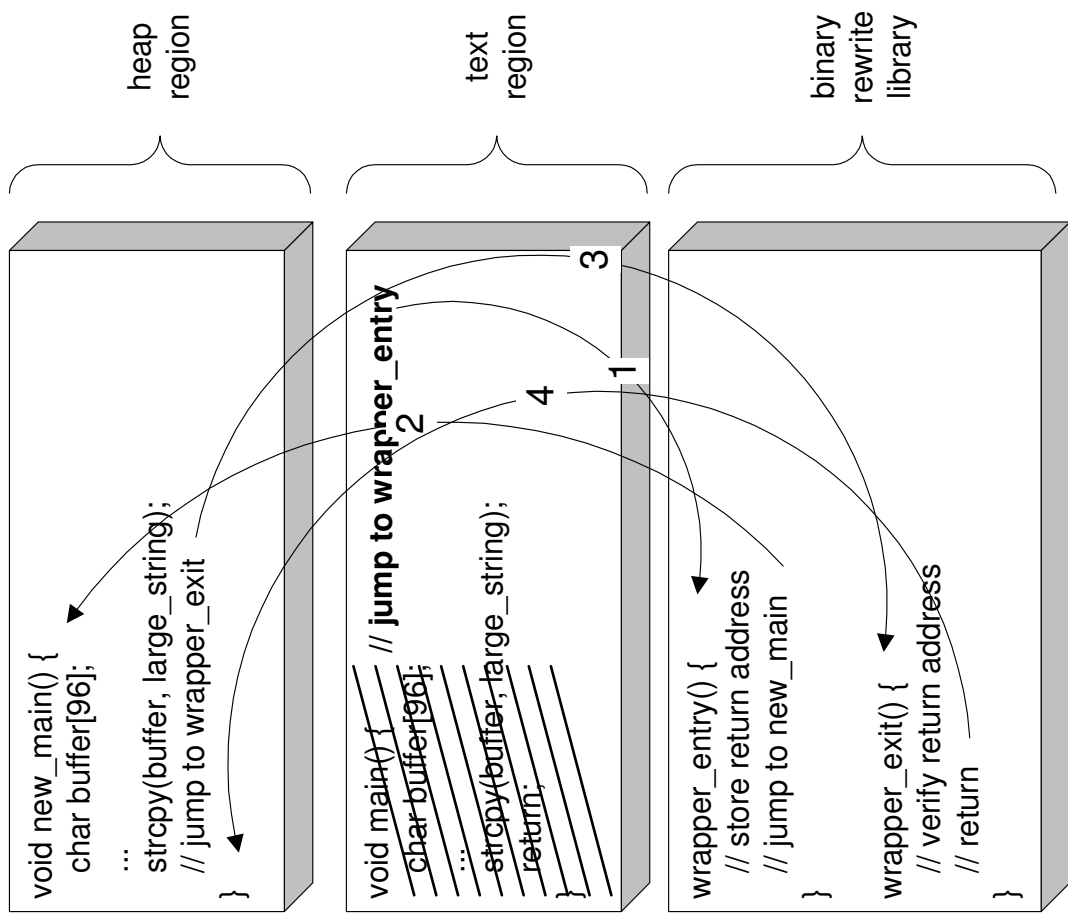 heap
region
void new_main() {
char buffer[96];
...
strcpy(buffer, large_string);
// jump to wrapper_exit
}
text
region
void main() {
// jump to wrapper_entry
char buffer[96];
...
strcpy(buffer, large_string);
return;
}
binary
rewrite
library
wrapper_entry() {
// store return address
// jump to new_main
}
wrapper_exit() {
// verify return address
// return
}
1
2
3
4